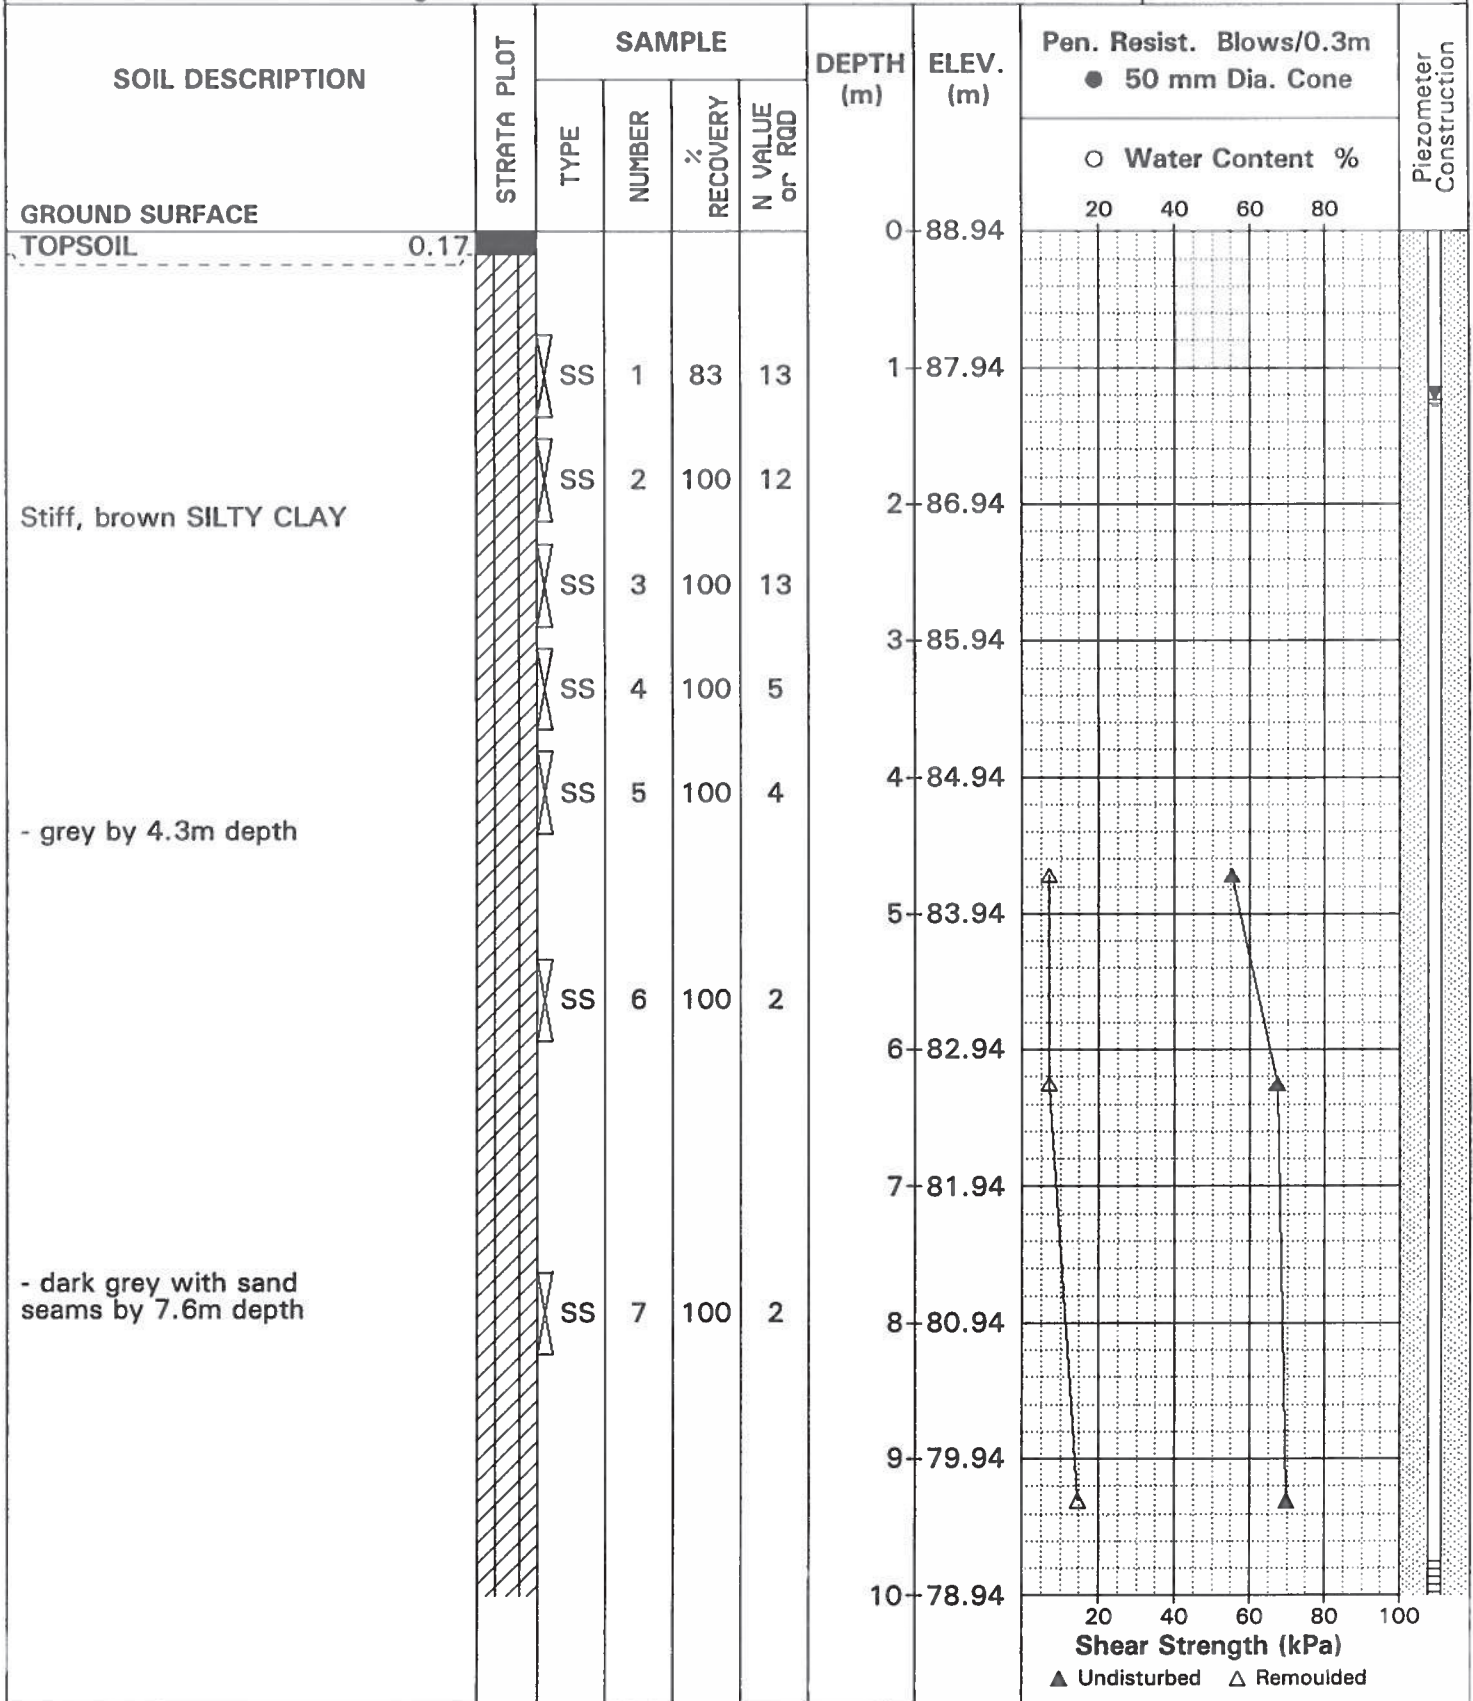 SOIL DESCRIPTION
GROUND SURFACE
STRATA PLOT
SAMPLE
TYPE
NUMBER
%
RECOVERY
N VALUE
or RQD
DEPTH
(m)
ELEV.
(m)
Pen. Resist. Blows/0.3m
● 50 mm Dia. Cone
○ Water Content %
20 40 60 80
Piezometer
Construction
TOPSOIL 0.17
0 88.94
SS 1 83 13
1 87.94
SS 2 100 12
2 86.94
Stiff, brown SILTY CLAY
SS 3 100 13
3 85.94
SS 4 100 5
4 84.94
SS 5 100 4
- grey by 4.3m depth
5 83.94
SS 6 100 2
6 82.94
7 81.94
- dark grey with sand
seams by 7.6m depth
SS 7 100 2
8 80.94
9 79.94
10 78.94
20 40 60 80 100
Shear Strength (kPa)
▲ Undisturbed △ Remoulded